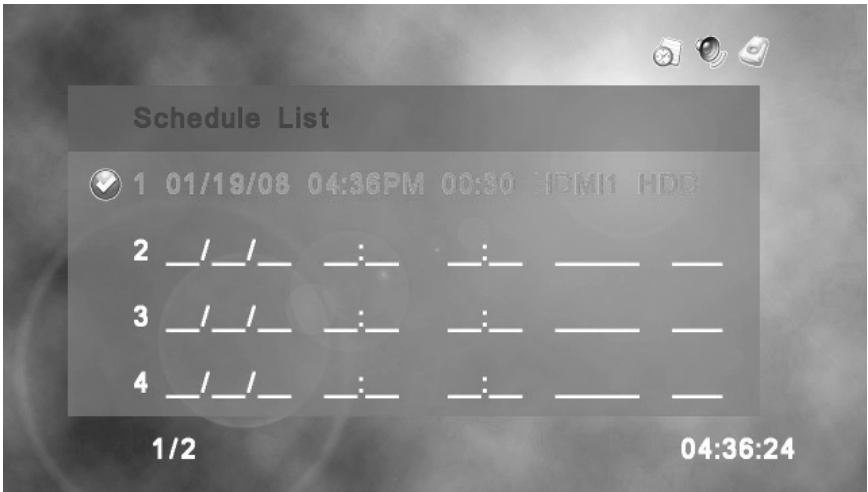 Schedule List
1 01/19/08 04:36PM 00:30 HDMI1 HDD
2 __/__/__ __:__ __:__ _____ ___
3 __/__/__ __:__ __:__ _____ ___
4 __/__/__ __:__ __:__ _____ ___
1/2 04:36:24